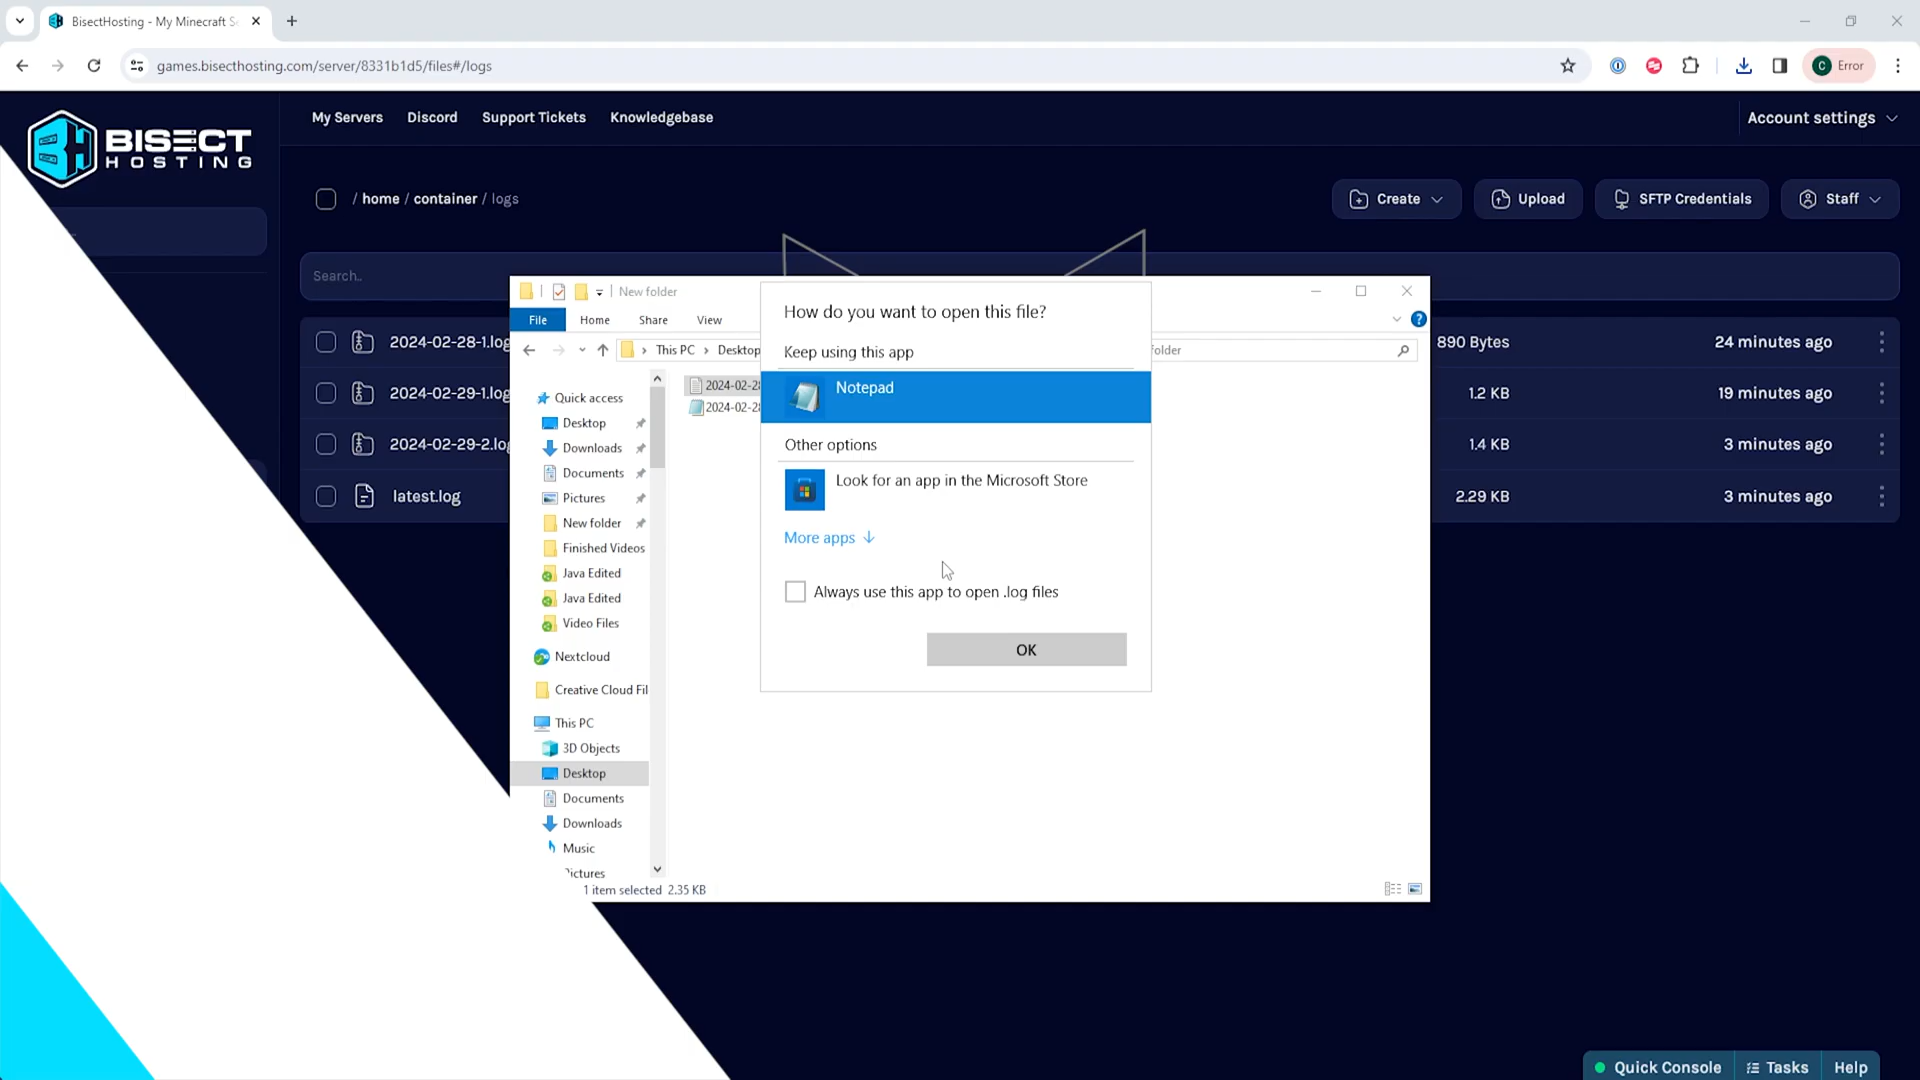 BisectHosting - My Minecraft S
games.bisecthosting.com/server/8331b1d5/files#/logs
C Error
BISECT
HOSTING
My Servers Discord Support Tickets Knowledgebase Account settings
/ home / container / logs
Create Upload SFTP Credentials Staff
Search..
2024-02-28-1.log 890 Bytes 24 minutes ago
2024-02-29-1.log 1.2 KB 19 minutes ago
2024-02-29-2.log 1.4 KB 3 minutes ago
latest.log 2.29 KB 3 minutes ago
New folder
File Home Share View
This PC Desktop folder
Quick access
Desktop
Downloads
Documents
Pictures
New folder
Finished Videos
Java Edited
Java Edited
Video Files
Nextcloud
Creative Cloud Fil
This PC
3D Objects
Desktop
Documents
Downloads
Music
Pictures
1 item selected 2.35 KB
2024-02-28
2024-02-28
How do you want to open this file?
Keep using this app
Notepad
Other options
Look for an app in the Microsoft Store
More apps
Always use this app to open .log files
OK
Quick Console Tasks Help